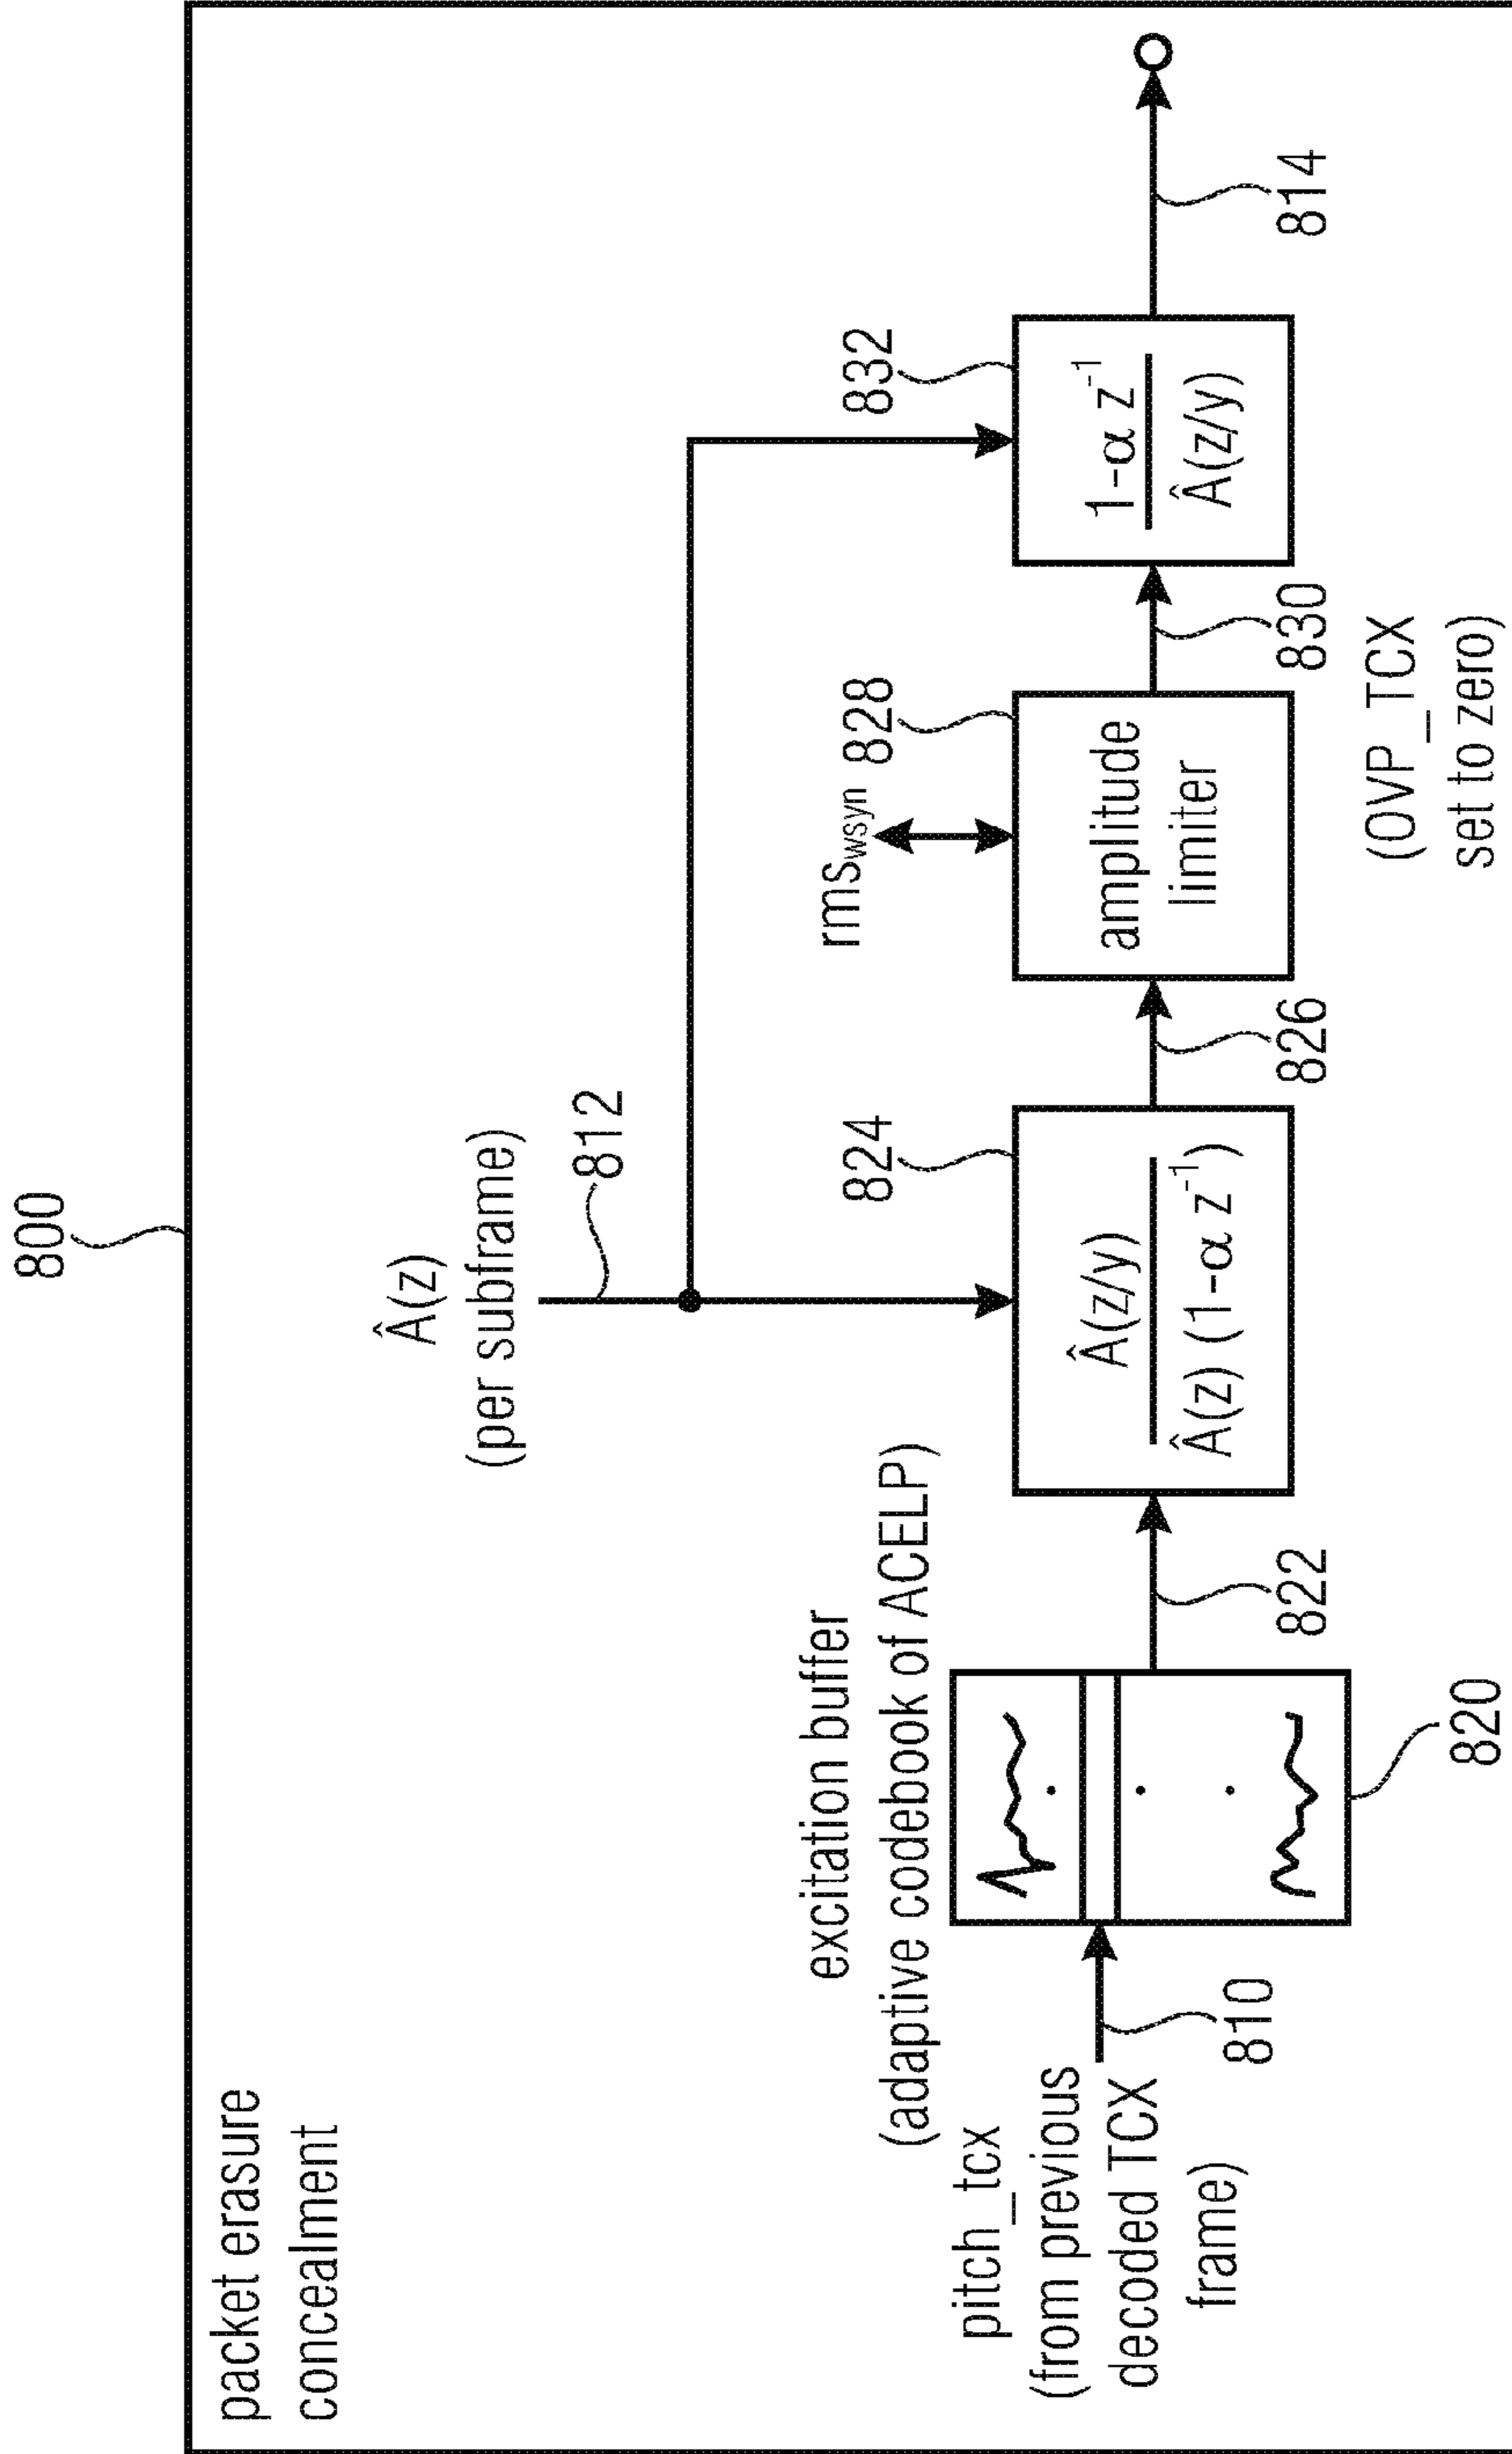 800
packet erasure
concealment
Â(z)
(per subframe)
812
excitation buffer
(adaptive codebook of ACELP)
pitch_tcx
(from previous
decoded TCX
frame)
810
820
822
824
Â(z/y)
Â(z) (1-α z⁻¹)
826
rms_wsyn
828
amplitude
limiter
830
(OVP_TCX
set to zero)
832
1-α z⁻¹
Â(z/y)
814